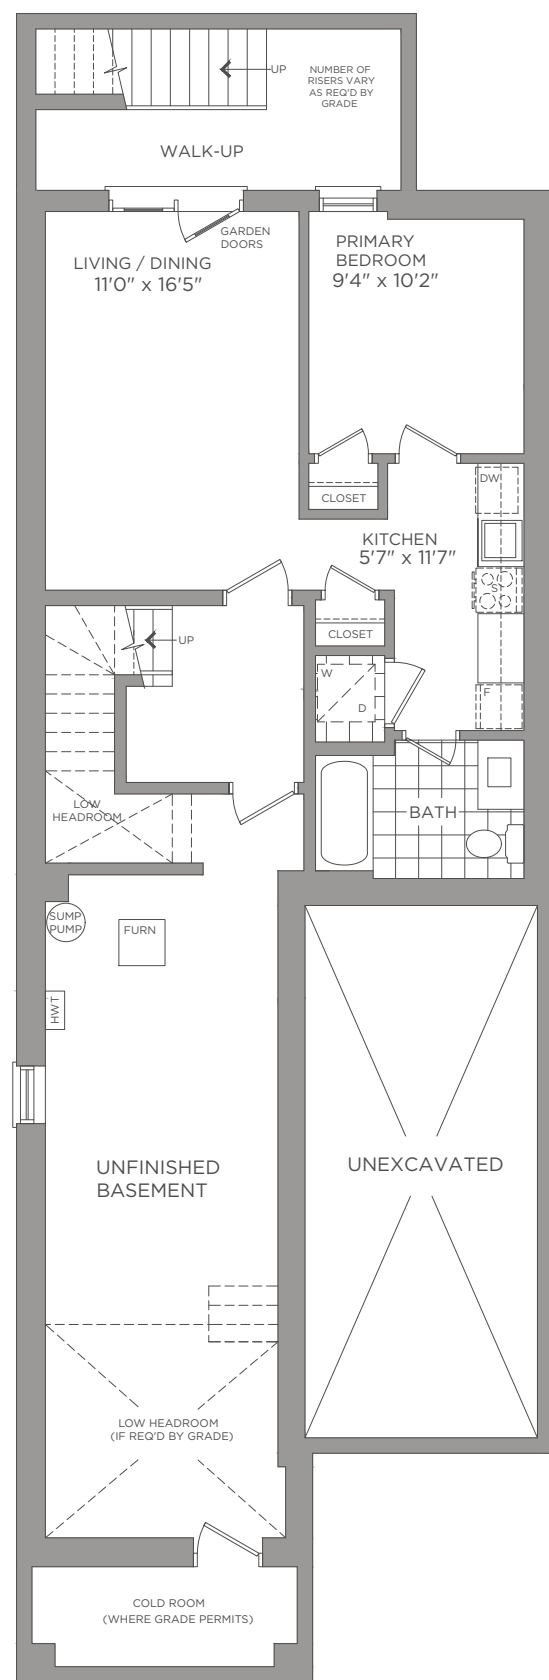 UP
NUMBER OF
RISERS VARY
AS REQ'D BY
GRADE
WALK-UP
GARDEN
DOORS
LIVING / DINING
11'0" x 16'5"
PRIMARY
BEDROOM
9'4" x 10'2"
CLOSET
DW
KITCHEN
5'7" x 11'7"
S
CLOSET
UP
W
D
F
LOW
HEADROOM
BATH
SUMP
PUMP
FURN
HWT
UNFINISHED
BASEMENT
UNEXCAVATED
LOW HEADROOM
(IF REQ'D BY GRADE)
COLD ROOM
(WHERE GRADE PERMITS)